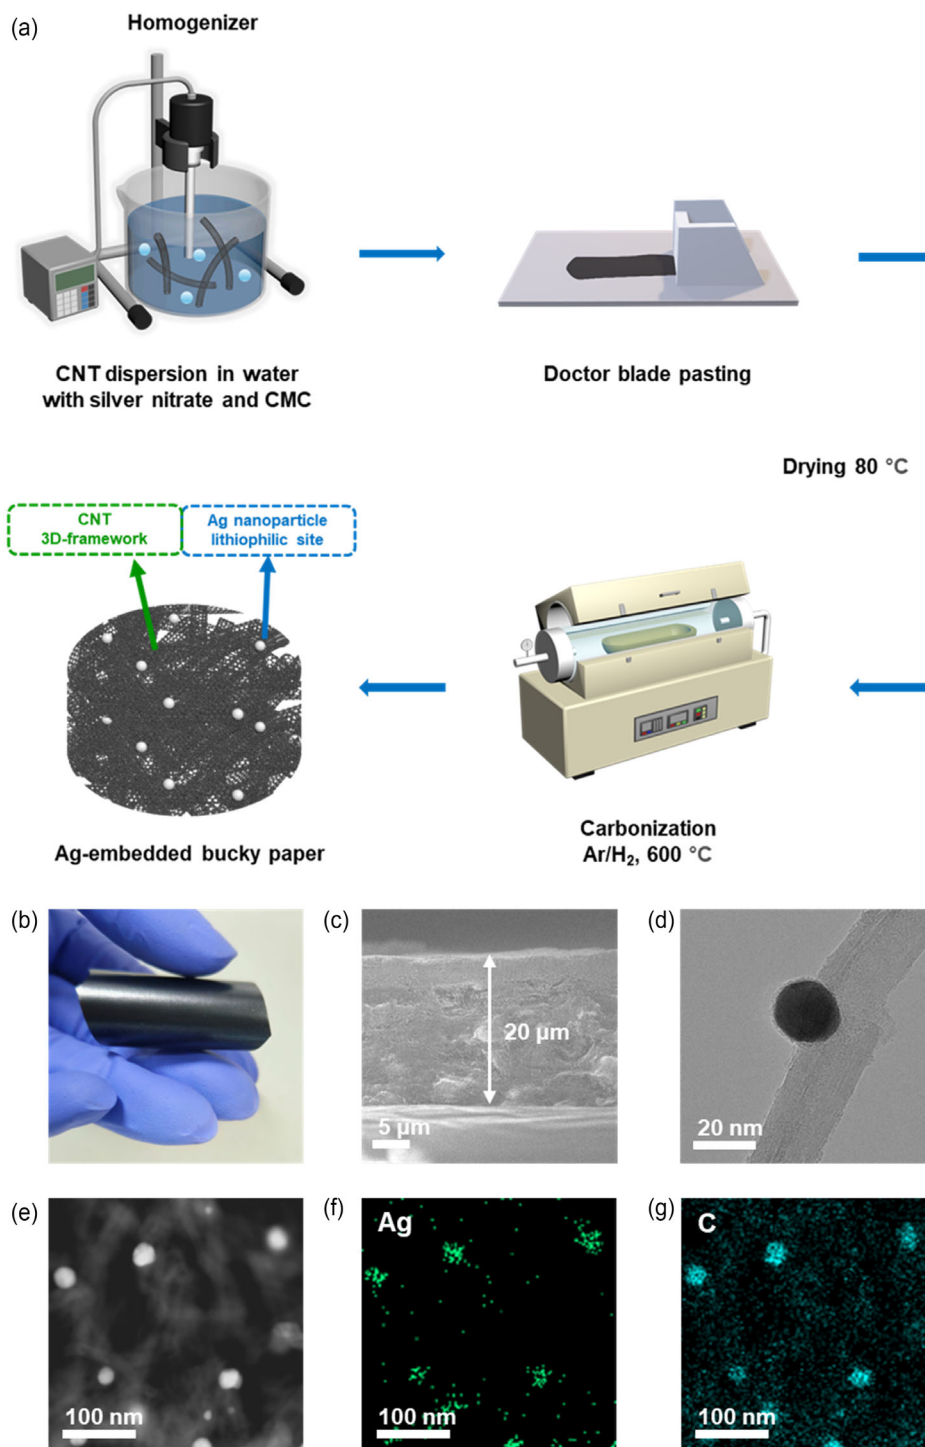 (a)
Homogenizer
CNT dispersion in water
with silver nitrate and CMC
Doctor blade pasting
Drying 80 °C
CNT
3D-framework
Ag nanoparticle
lithiophilic site
Ag-embedded bucky paper
Carbonization
Ar/H₂, 600 °C
(b)
(c)
20 µm
5 µm
(d)
20 nm
(e)
100 nm
(f)
Ag
100 nm
(g)
C
100 nm